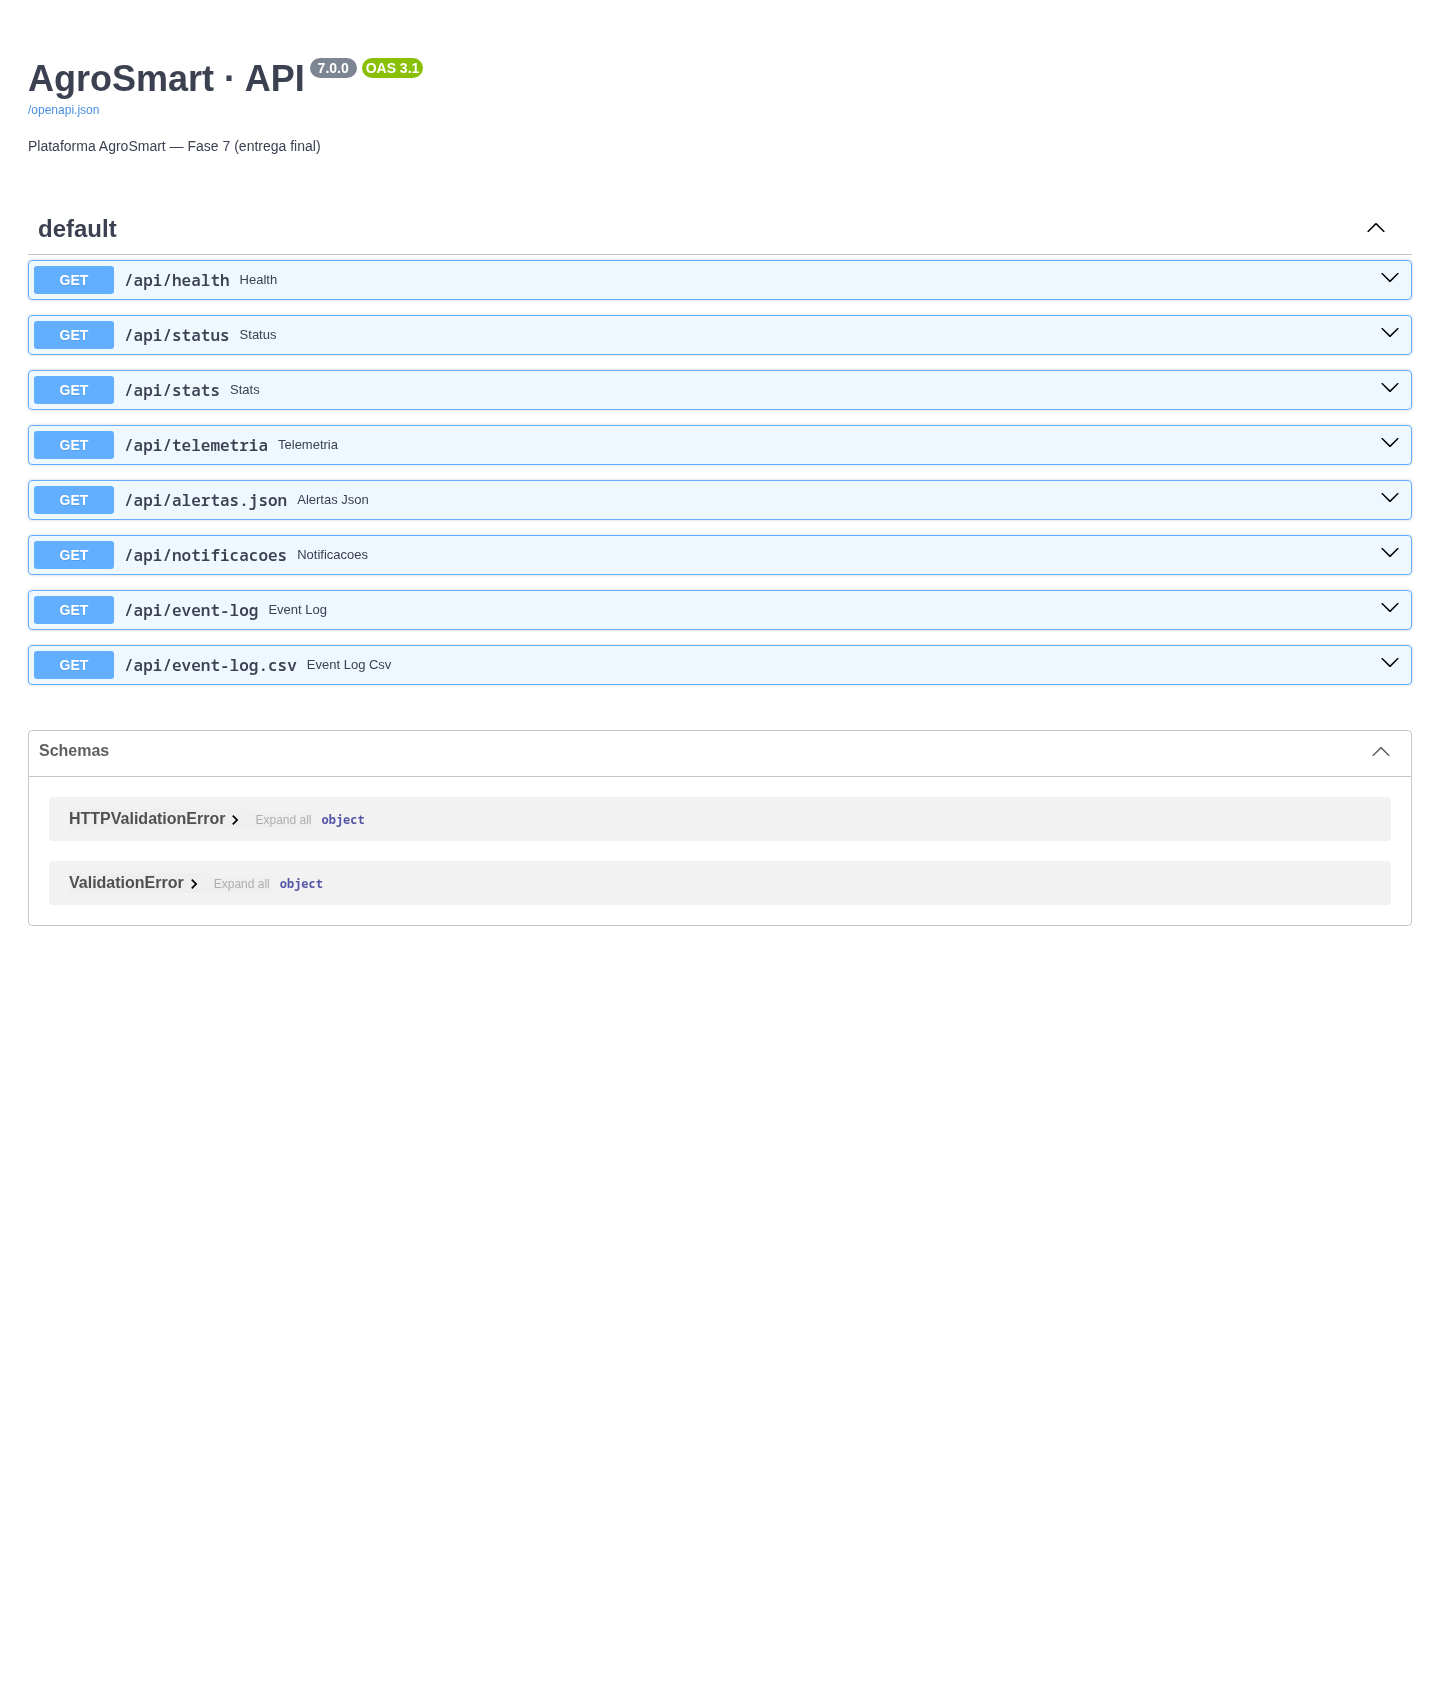 AgroSmart · API 7.0.0 OAS 3.1
/openapi.json
Plataforma AgroSmart — Fase 7 (entrega final)
default
GET /api/health Health
GET /api/status Status
GET /api/stats Stats
GET /api/telemetria Telemetria
GET /api/alertas.json Alertas Json
GET /api/notificacoes Notificacoes
GET /api/event-log Event Log
GET /api/event-log.csv Event Log Csv
Schemas
HTTPValidationError Expand all object
ValidationError Expand all object